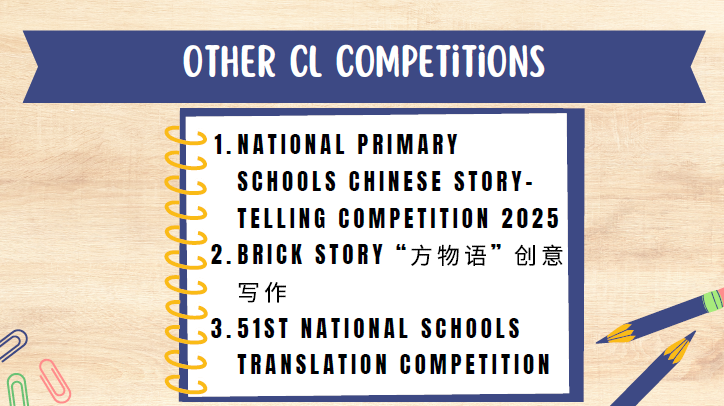 OTHER CL COMPETITIONS
1. NATIONAL PRIMARY
SCHOOLS CHINESE STORY-
TELLING COMPETITION 2025
2. BRICK STORY “方物语” 创意
写作
3. 51ST NATIONAL SCHOOLS
TRANSLATION COMPETITION